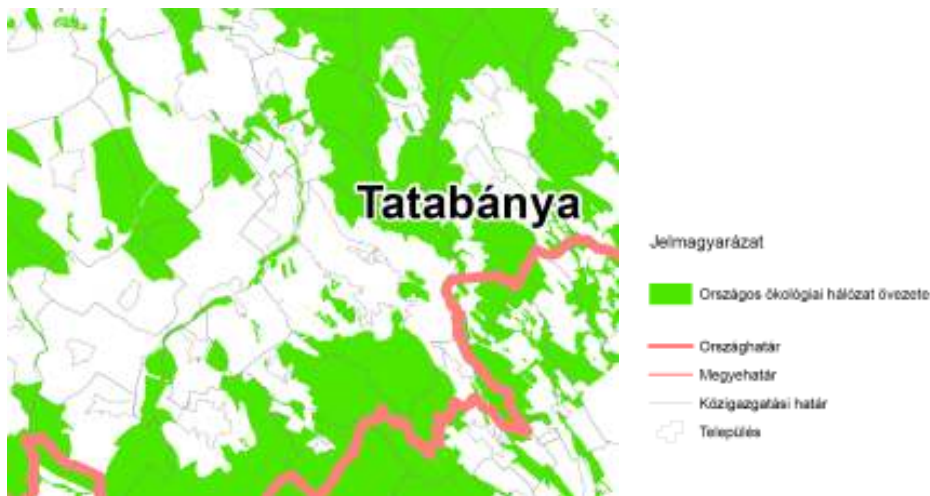 Tatabánya
Jelmagyarázat
Országos ökológiai hálózat övezete
Országhatár
Megyehatár
Közigazgatási határ
Település